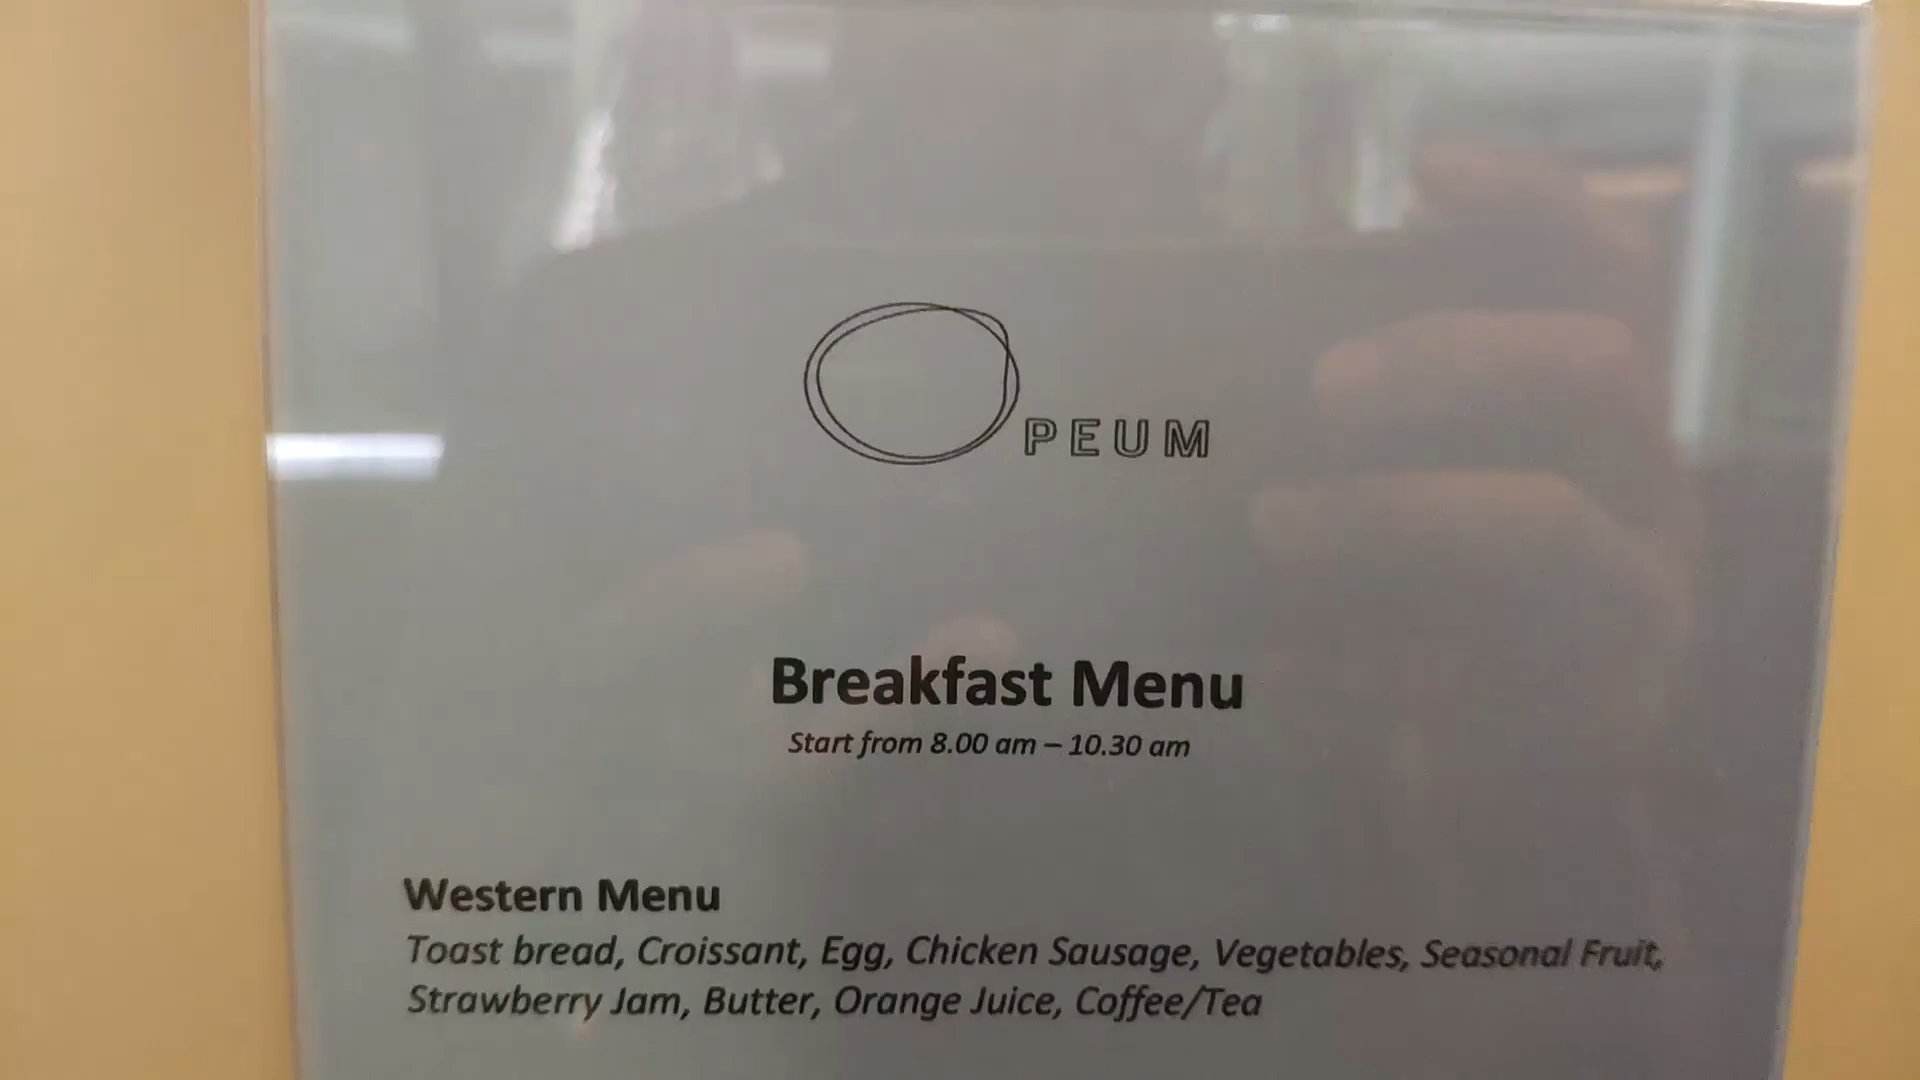 OPEUM
Breakfast Menu
Start from 8.00 am – 10.30 am
Western Menu
Toast bread, Croissant, Egg, Chicken Sausage, Vegetables, Seasonal Fruit,
Strawberry Jam, Butter, Orange Juice, Coffee/Tea